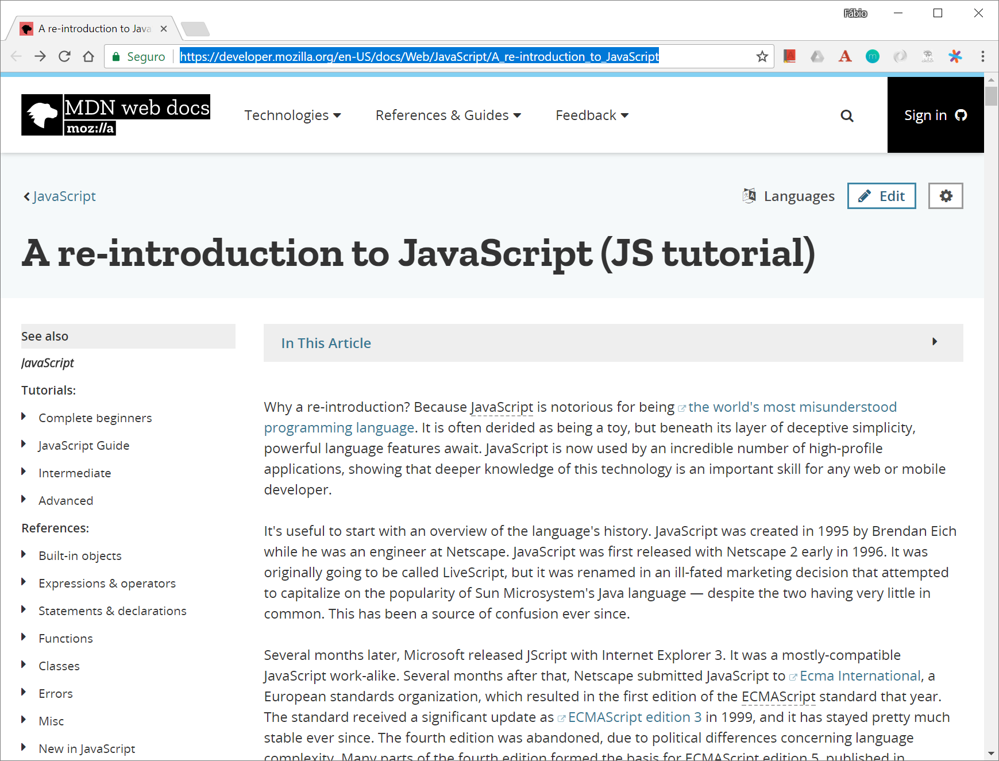 Fábio
A re-introduction to Java
Seguro
https://developer.mozilla.org/en-US/docs/Web/JavaScript/A_re-introduction_to_JavaScript
MDN web docs
moz://a
Technologies
References & Guides
Feedback
Sign in
JavaScript
Languages
Edit
A re-introduction to JavaScript (JS tutorial)
See also
JavaScript
Tutorials:
Complete beginners
JavaScript Guide
Intermediate
Advanced
References:
Built-in objects
Expressions & operators
Statements & declarations
Functions
Classes
Errors
Misc
New in JavaScript
In This Article
Why a re-introduction? Because JavaScript is notorious for being the world's most misunderstood
programming language. It is often derided as being a toy, but beneath its layer of deceptive simplicity,
powerful language features await. JavaScript is now used by an incredible number of high-profile
applications, showing that deeper knowledge of this technology is an important skill for any web or mobile
developer.
It's useful to start with an overview of the language's history. JavaScript was created in 1995 by Brendan Eich
while he was an engineer at Netscape. JavaScript was first released with Netscape 2 early in 1996. It was
originally going to be called LiveScript, but it was renamed in an ill-fated marketing decision that attempted
to capitalize on the popularity of Sun Microsystem's Java language — despite the two having very little in
common. This has been a source of confusion ever since.
Several months later, Microsoft released JScript with Internet Explorer 3. It was a mostly-compatible
JavaScript work-alike. Several months after that, Netscape submitted JavaScript to Ecma International, a
European standards organization, which resulted in the first edition of the ECMAScript standard that year.
The standard received a significant update as ECMAScript edition 3 in 1999, and it has stayed pretty much
stable ever since. The fourth edition was abandoned, due to political differences concerning language
complexity. Many parts of the fourth edition formed the basis for ECMAScript edition 5, published in